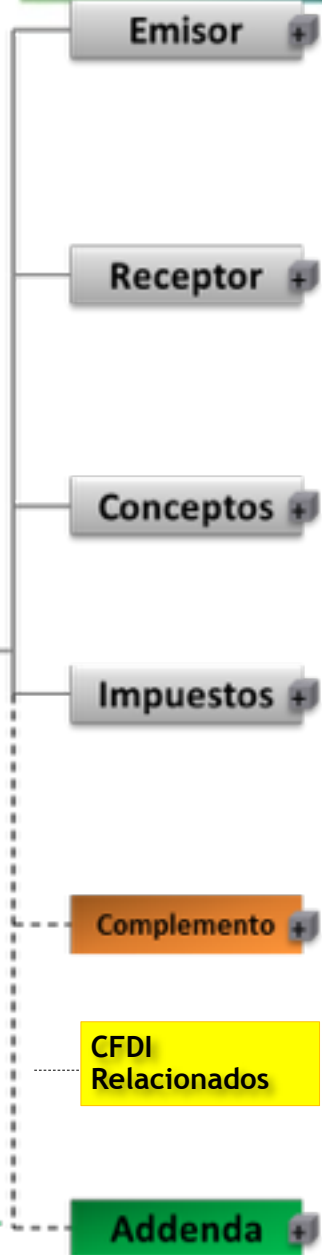 Emisor
Receptor
Conceptos
Impuestos
Complemento
CFDI
Relacionados
Addenda